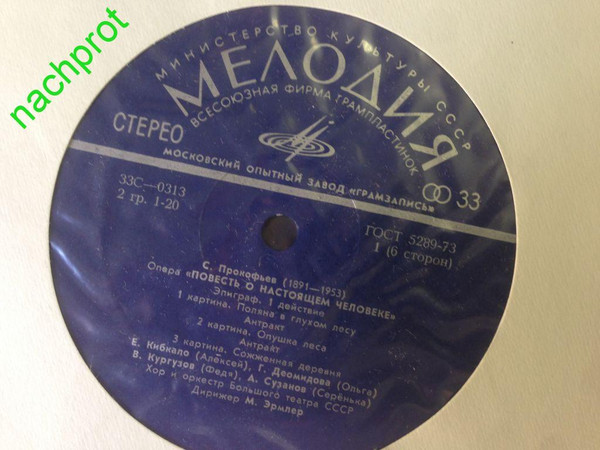 nachprot
МИНИСТЕРСТВО КУЛЬТУРЫ СССР
МЕЛОДИЯ
ВСЕСОЮЗНАЯ ФИРМА ГРАМПЛАСТИНОК
СТЕРЕО
33
МОСКОВСКИЙ ОПЫТНЫЙ ЗАВОД «ГРАМЗАПИСЬ»
33С—0313
2 гр. 1-20
ГОСТ 5289-73
1 (6 сторон)
С. Прокофьев (1891—1953)
Опера «ПОВЕСТЬ О НАСТОЯЩЕМ ЧЕЛОВЕКЕ»
Эпиграф. 1 действие
1 картина. Поляна в глухом лесу
Антракт
2 картина. Опушка леса
Антракт
3 картина. Сожженная деревня
Е. Кибкало (Алексей), Г. Деомидова (Ольга)
В. Кургузов (Федя), А. Сузанов (Серёнька)
Хор и оркестр Большого театра СССР
Дирижер М. Эрмлер